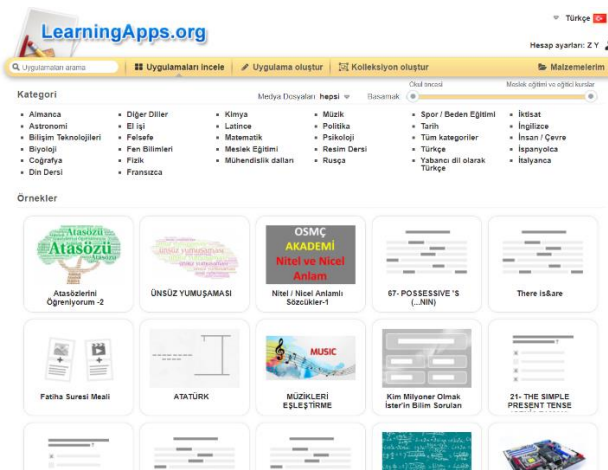 LearningApps.org
Türkçe
Hesap ayarları: Z Y
Uygulamaları arama
Uygulamaları incele
Uygulama oluştur
Kolleksiyon oluştur
Malzemelerim
Kategori
Medya Dosyaları hepsi
Basamak:
Okul öncesi
Mesleki eğitimi ve eğitici kurslar
Almanca
Astronomi
Bilişim Teknolojileri
Biyoloji
Coğrafya
Din Dersi
Diğer Diller
El işi
Felsefe
Fen Bilimleri
Fizik
Fransızca
Kimya
Latince
Matematik
Meslek Eğitimi
Mühendislik dalları
Müzik
Politika
Psikoloji
Resim Dersi
Rusça
Spor / Beden Eğitimi
Tarih
Tüm kategoriler
Türkçe
Yabancı dil olarak
Türkçe
İktisat
İngilizce
İnsan / Çevre
İspanyolca
İtalyanca
Örnekler
Atasözü
Atasözlerini
Öğreniyorum -2
ÜNSÜZ YUMUŞAMASI
OSMÇ
AKADEMİ
Nitel ve Nicel
Anlam
Nitel / Nicel Anlamlı
Sözcükler-1
67- POSSESSIVE 'S
(...NIN)
There is&are
Fatiha Suresi Meali
ATATÜRK
MUSIC
MÜZİKLERİ
EŞLEŞTİRME
Kim Milyoner Olmak
İster'in Bilim Soruları
21- THE SIMPLE
PRESENT TENSE